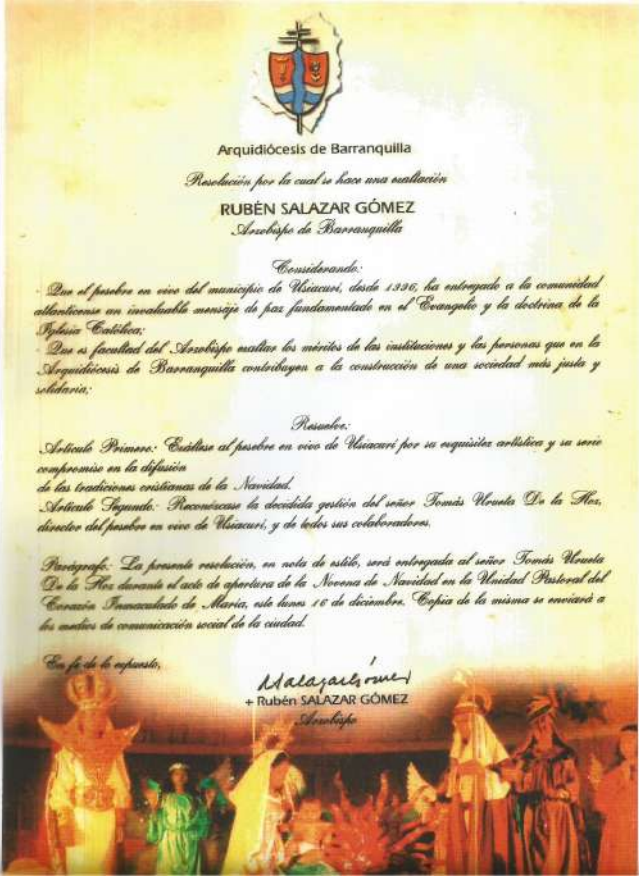 Arquidiócesis de Barranquilla
Resolución por la cual se hace una exaltación
RUBÉN SALAZAR GÓMEZ
Arzobispo de Barranquilla
Considerando:
- Que el pesebre en vivo del municipio de Usiacurí, desde 1996, ha entregado a la comunidad
atlanticense un invaluable mensaje de paz fundamentado en el Evangelio y la doctrina de la
Iglesia Católica;
- Que es facultad del Arzobispo exaltar los méritos de las instituciones y las personas que en la
Arquidiócesis de Barranquilla contribuyen a la construcción de una sociedad más justa y
solidaria;
Resuelve:
Artículo Primero: Exáltese al pesebre en vivo de Usiacurí por su exquisitez artística y su serio
compromiso en la difusión
de las tradiciones cristianas de la Navidad.
Artículo Segundo.- Reconózcase la decidida gestión del señor Tomás Urueta De la Hoz,
director del pesebre en vivo de Usiacurí, y de todos sus colaboradores.
Parágrafo: La presente resolución, en nota de estilo, será entregada al señor Tomás Urueta
De la Hoz durante el acto de apertura de la Novena de Navidad en la Unidad Pastoral del
Corazón Inmaculado de María, este lunes 16 de diciembre. Copia de la misma se enviará a
los medios de comunicación social de la ciudad.
En fe de lo expuesto,
+ Rubén SALAZAR GÓMEZ
Arzobispo